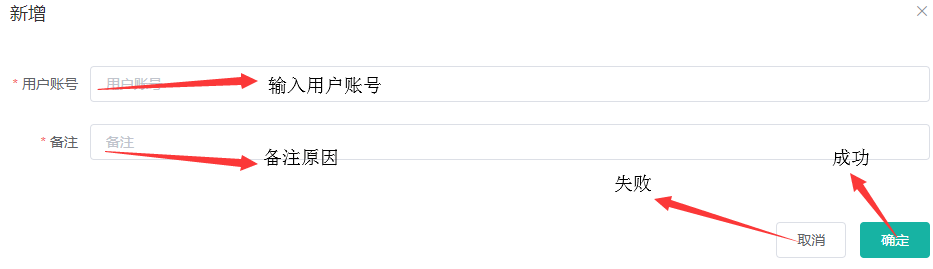 新增
* 用户账号 用户账号 输入用户账号
* 备注 备注
备注原因
成功
失败
取消 确定